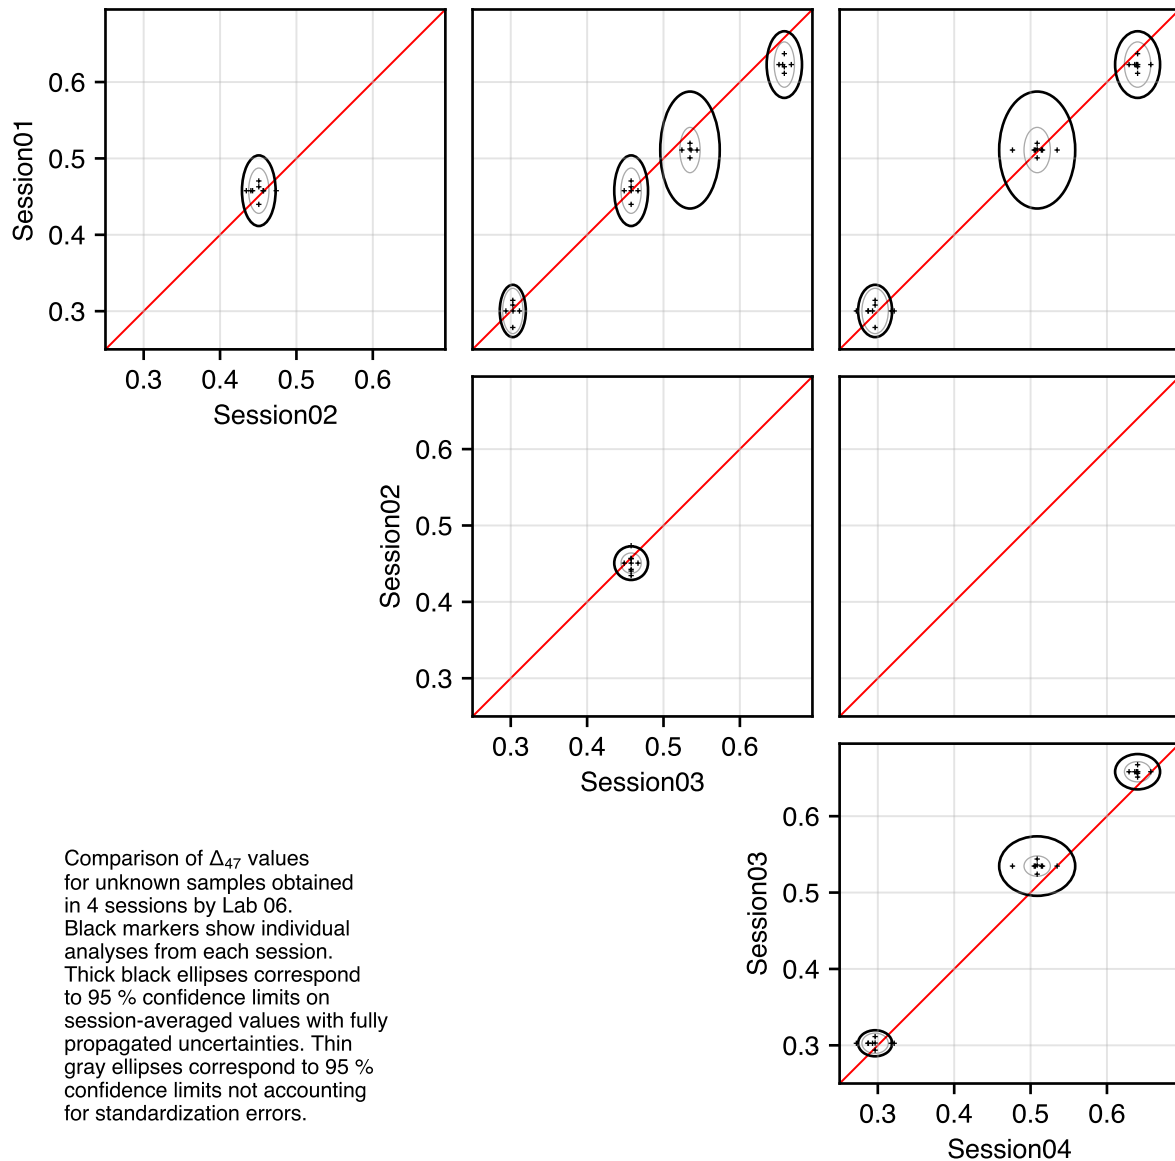 0.6
0.5
0.4
0.3
Session01
0.3 0.4 0.5 0.6
Session02
0.6
0.5
0.4
0.3
Session02
0.3 0.4 0.5 0.6
Session03
0.6
0.5
0.4
0.3
Session03
0.3 0.4 0.5 0.6
Session04
Comparison of Δ₄₇ values
for unknown samples obtained
in 4 sessions by Lab 06.
Black markers show individual
analyses from each session.
Thick black ellipses correspond
to 95 % confidence limits on
session-averaged values with fully
propagated uncertainties. Thin
gray ellipses correspond to 95 %
confidence limits not accounting
for standardization errors.